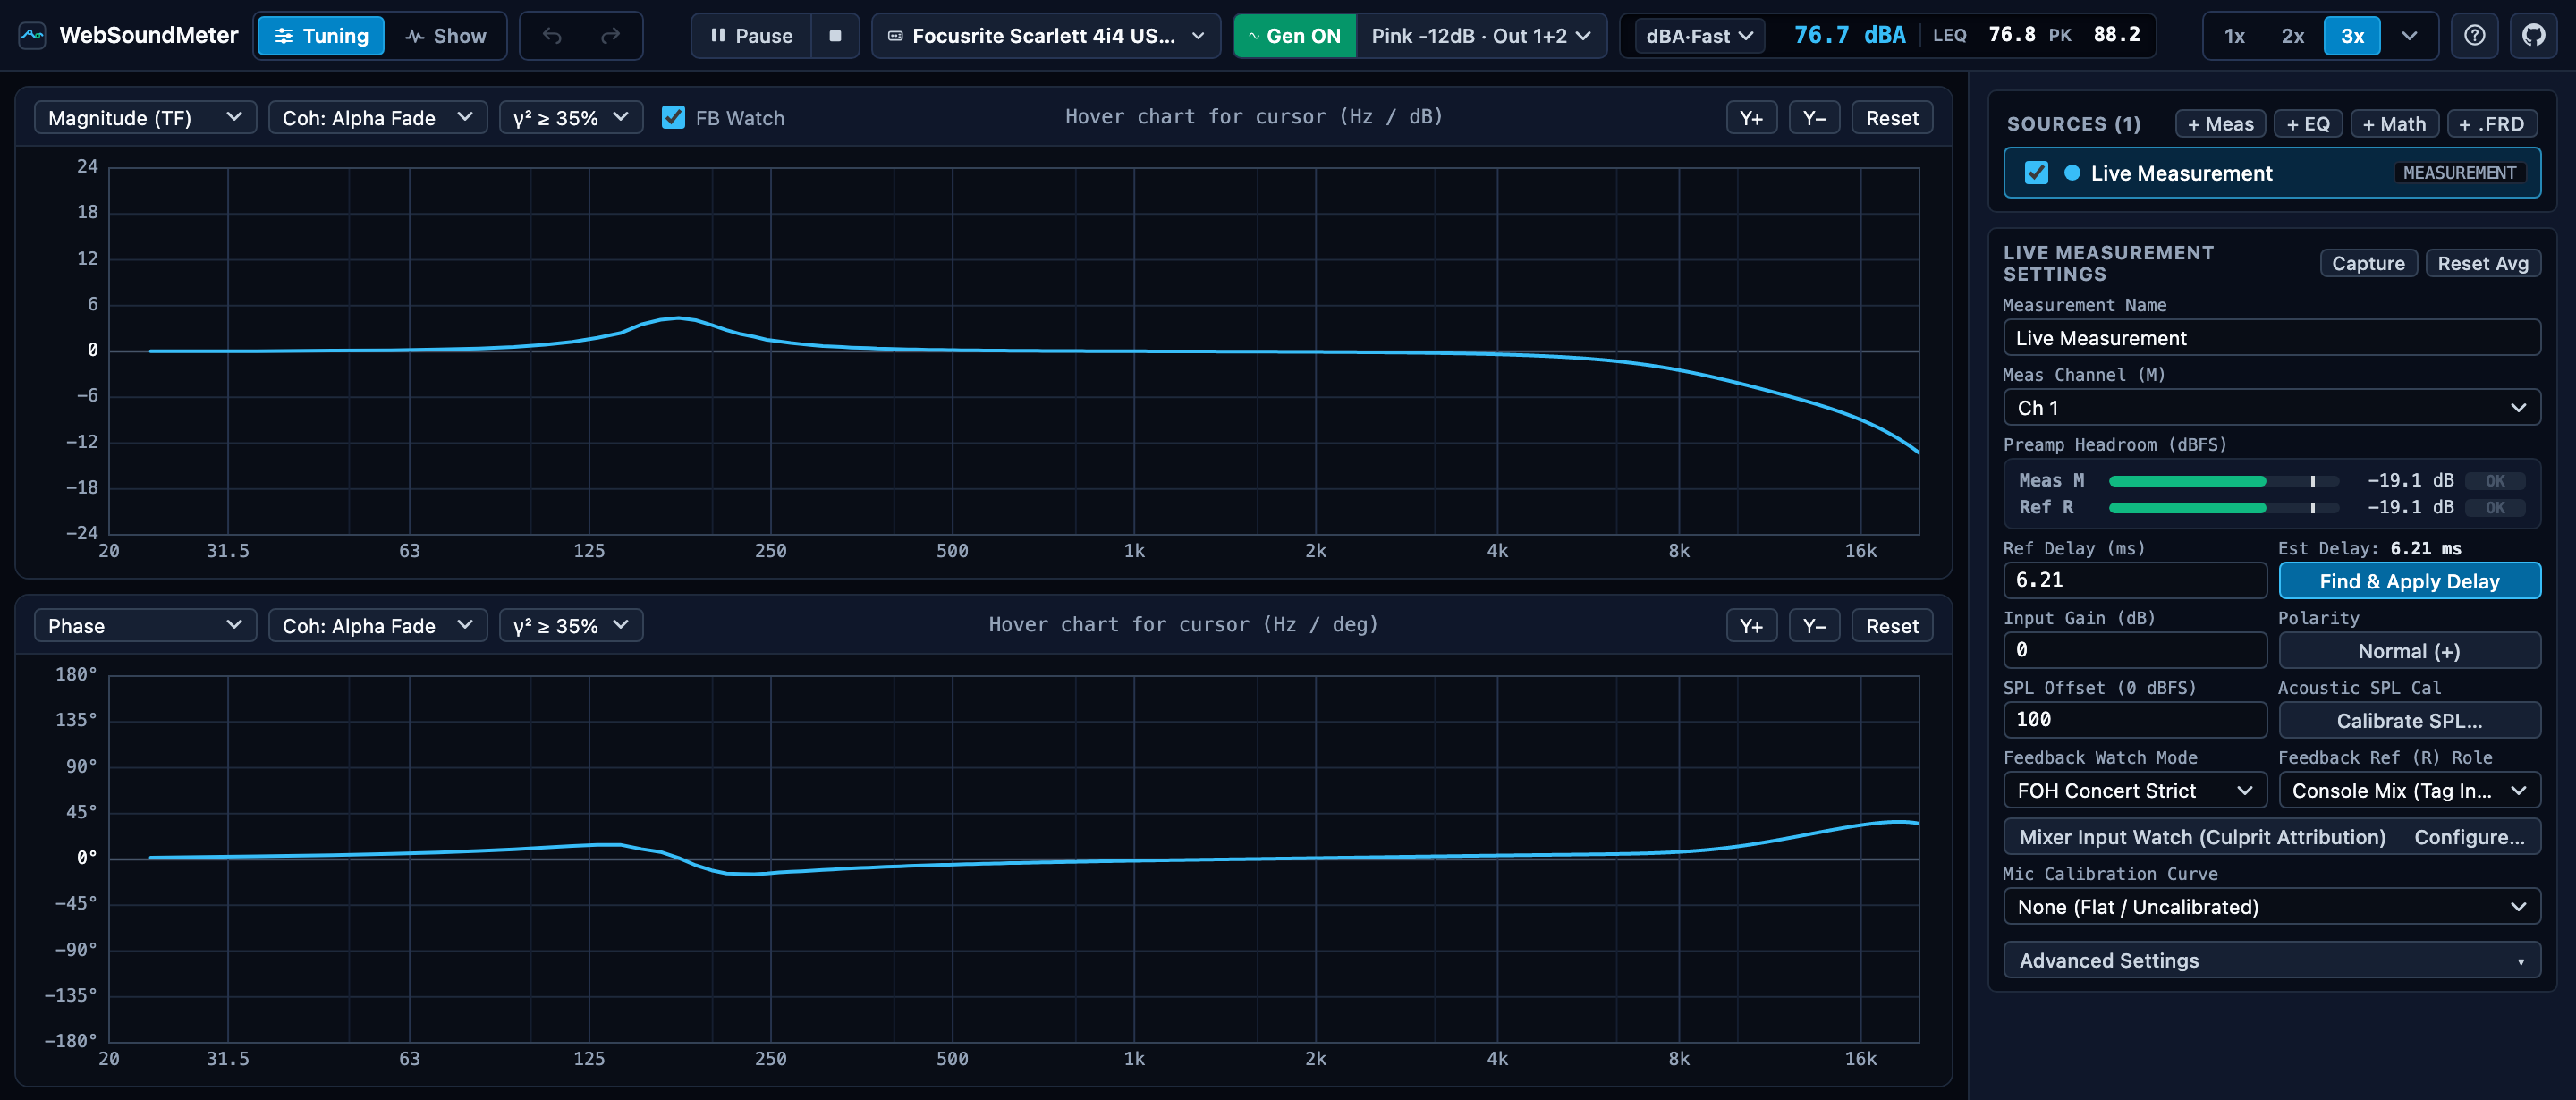 WebSoundMeter Tuning Show Pause Focusrite Scarlett 4i4 US... ~ Gen ON Pink -12dB · Out 1+2 dBA·Fast 76.7 dBA LEQ 76.8 PK 88.2 1x 2x 3x
Magnitude (TF) Coh: Alpha Fade γ² ≥ 35% FB Watch Hover chart for cursor (Hz / dB) Y+ Y− Reset
24
18
12
6
0
−6
−12
−18
−24
20 31.5 63 125 250 500 1k 2k 4k 8k 16k
Phase Coh: Alpha Fade γ² ≥ 35% Hover chart for cursor (Hz / deg) Y+ Y− Reset
180°
135°
90°
45°
0°
−45°
−90°
−135°
−180°
20 31.5 63 125 250 500 1k 2k 4k 8k 16k
SOURCES (1) + Meas + EQ + Math + .FRD
Live Measurement MEASUREMENT
LIVE MEASUREMENT
SETTINGS
Capture Reset Avg
Measurement Name
Live Measurement
Meas Channel (M)
Ch 1
Preamp Headroom (dBFS)
Meas M −19.1 dB OK
Ref R −19.1 dB OK
Ref Delay (ms) Est Delay: 6.21 ms
6.21 Find & Apply Delay
Input Gain (dB) Polarity
0 Normal (+)
SPL Offset (0 dBFS) Acoustic SPL Cal
100 Calibrate SPL...
Feedback Watch Mode Feedback Ref (R) Role
FOH Concert Strict Console Mix (Tag In...
Mixer Input Watch (Culprit Attribution) Configure...
Mic Calibration Curve
None (Flat / Uncalibrated)
Advanced Settings